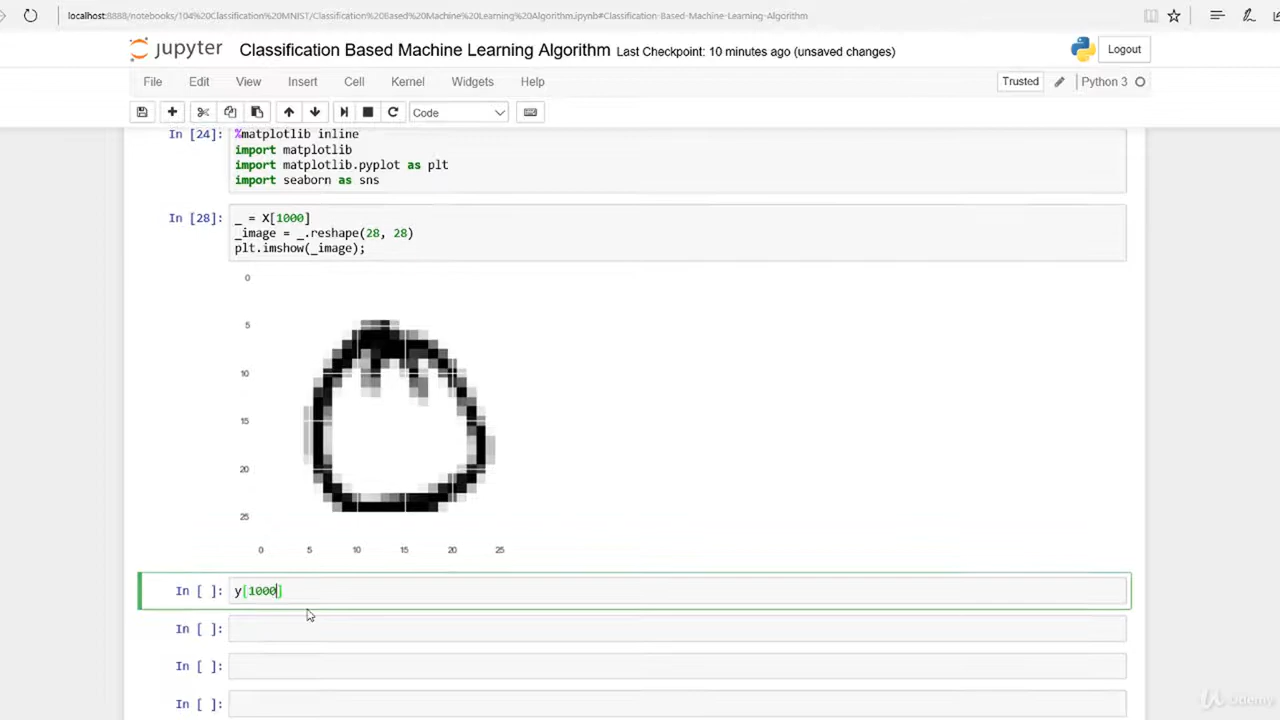 localhost:8888/notebooks/104%20Classification%20MNIST/Classification%20Based%20Machine%20Learning%20Algorithm.ipynb#Classification-Based-Machine-Learning-Algorithm
jupyter Classification Based Machine Learning Algorithm Last Checkpoint: 10 minutes ago (unsaved changes) Logout
File Edit View Insert Cell Kernel Widgets Help Trusted Python 3
Code
In [24]: %matplotlib inline
import matplotlib
import matplotlib.pyplot as plt
import seaborn as sns
In [28]: _ = X[1000]
_image = _.reshape(28, 28)
plt.imshow(_image);
0
5
10
15
20
25
0 5 10 15 20 25
In [ ]: y[1000]
In [ ]:
In [ ]:
In [ ]:
Udemy